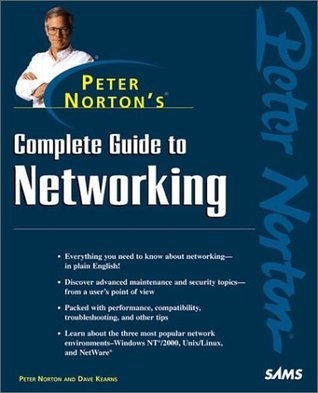 PETER
NORTON'S®
Complete Guide to
Networking
Peter Norton
• Everything you need to know about networking—
in plain English!
• Discover advanced maintenance and security topics—
from a user's point of view
• Packed with performance, compatibility,
troubleshooting, and other tips
• Learn about the three most popular network
environments–Windows NT®/2000, Unix/Linux,
and NetWare®
PETER NORTON AND DAVE KEARNS
SAMS